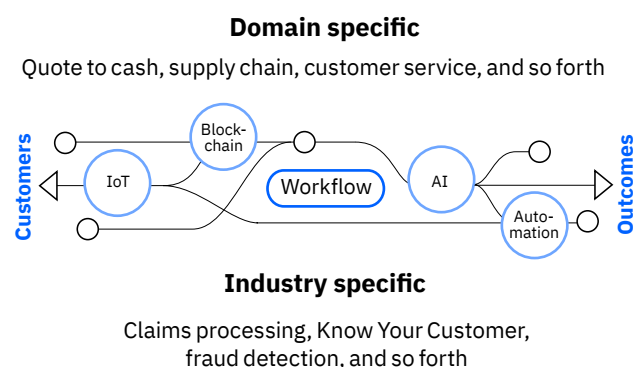 Domain specific
Quote to cash, supply chain, customer service, and so forth
Customers
IoT
Block-
chain
Workflow
AI
Auto-
mation
Outcomes
Industry specific
Claims processing, Know Your Customer,
fraud detection, and so forth